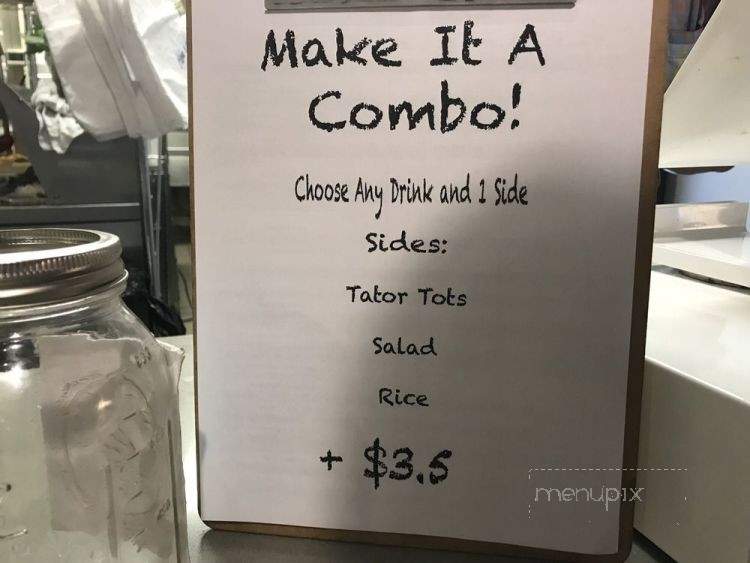 Make It A
Combo!
Choose Any Drink and 1 Side
Sides:
Tator Tots
Salad
Rice
+ $3.5
menupix